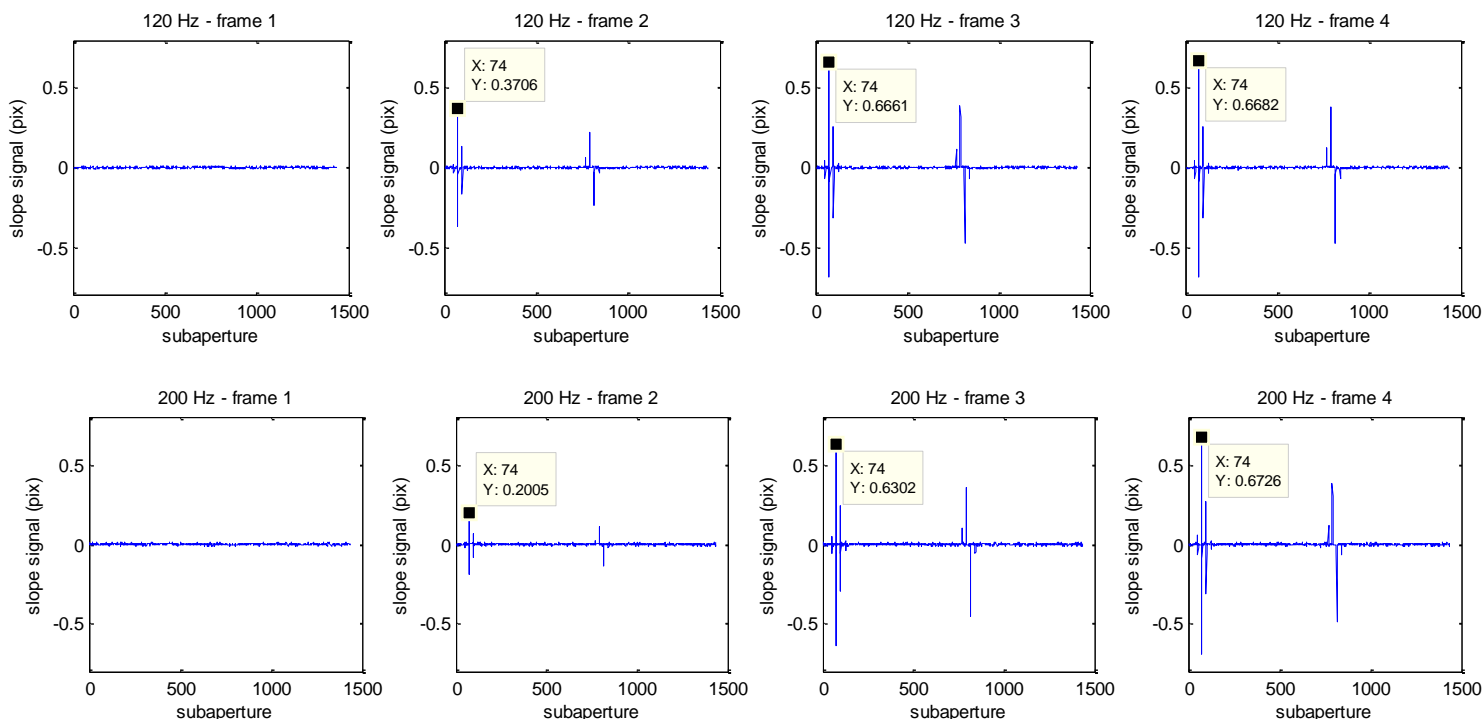 120 Hz - frame 1
120 Hz - frame 2
120 Hz - frame 3
120 Hz - frame 4
slope signal (pix)
0.5
0
-0.5
0
500
1000
1500
subaperture
X: 74
Y: 0.3706
slope signal (pix)
0.5
0
-0.5
0
500
1000
1500
subaperture
X: 74
Y: 0.6661
slope signal (pix)
0.5
0
-0.5
0
500
1000
1500
subaperture
X: 74
Y: 0.6682
slope signal (pix)
0.5
0
-0.5
0
500
1000
1500
subaperture
200 Hz - frame 1
200 Hz - frame 2
200 Hz - frame 3
200 Hz - frame 4
slope signal (pix)
0.5
0
-0.5
0
500
1000
1500
subaperture
X: 74
Y: 0.2005
slope signal (pix)
0.5
0
-0.5
0
500
1000
1500
subaperture
X: 74
Y: 0.6302
slope signal (pix)
0.5
0
-0.5
0
500
1000
1500
subaperture
X: 74
Y: 0.6726
slope signal (pix)
0.5
0
-0.5
0
500
1000
1500
subaperture